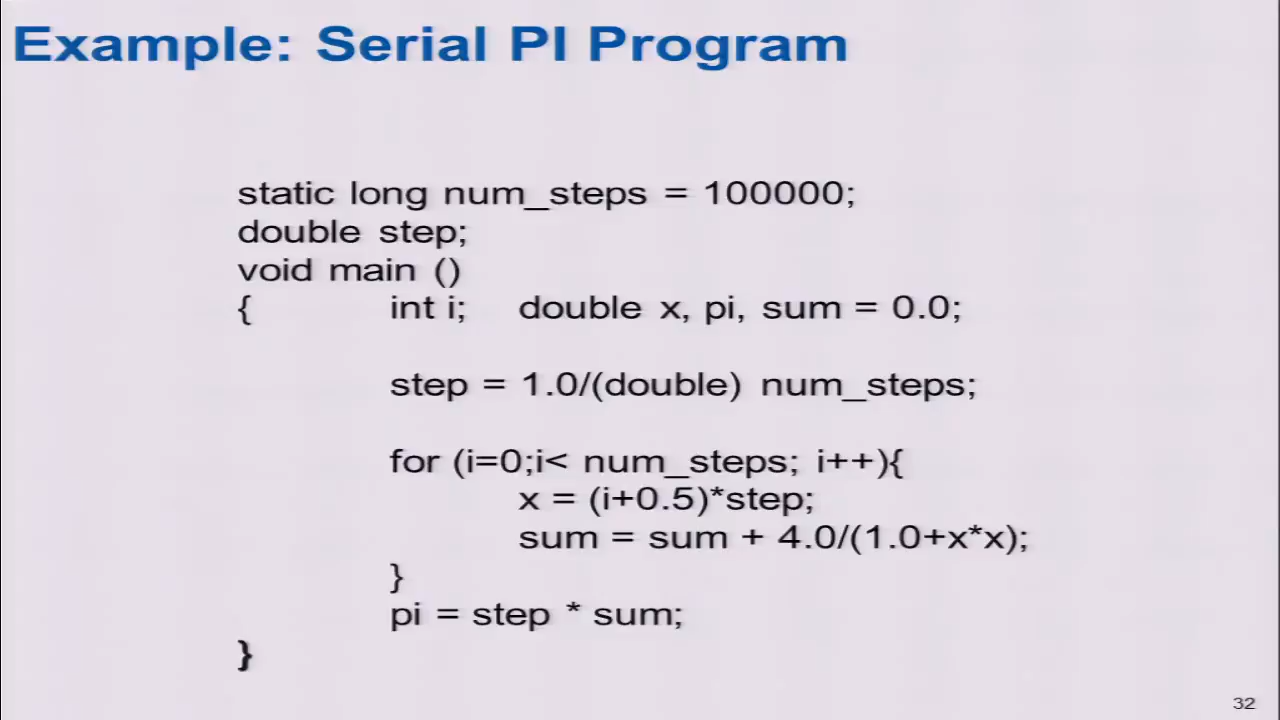 Example: Serial PI Program
static long num_steps = 100000;
double step;
void main ()
{ int i; double x, pi, sum = 0.0;
step = 1.0/(double) num_steps;
for (i=0;i< num_steps; i++){
x = (i+0.5)*step;
sum = sum + 4.0/(1.0+x*x);
}
pi = step * sum;
}
32